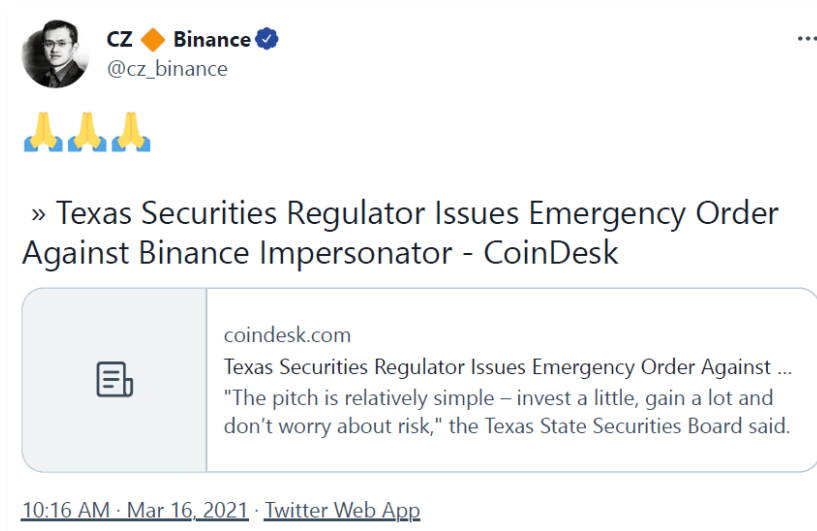 CZ 🔶 Binance
@cz_binance
🙏🙏🙏
» Texas Securities Regulator Issues Emergency Order
Against Binance Impersonator - CoinDesk
coindesk.com
Texas Securities Regulator Issues Emergency Order Against ...
"The pitch is relatively simple – invest a little, gain a lot and
don’t worry about risk," the Texas State Securities Board said.
10:16 AM · Mar 16, 2021 · Twitter Web App